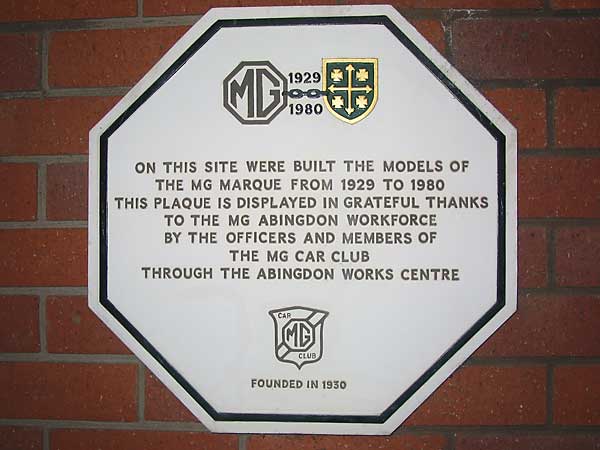 MG 1929
1980
ON THIS SITE WERE BUILT THE MODELS OF
THE MG MARQUE FROM 1929 TO 1980
THIS PLAQUE IS DISPLAYED IN GRATEFUL THANKS
TO THE MG ABINGDON WORKFORCE
BY THE OFFICERS AND MEMBERS OF
THE MG CAR CLUB
THROUGH THE ABINGDON WORKS CENTRE
CAR
MG
CLUB
FOUNDED IN 1930